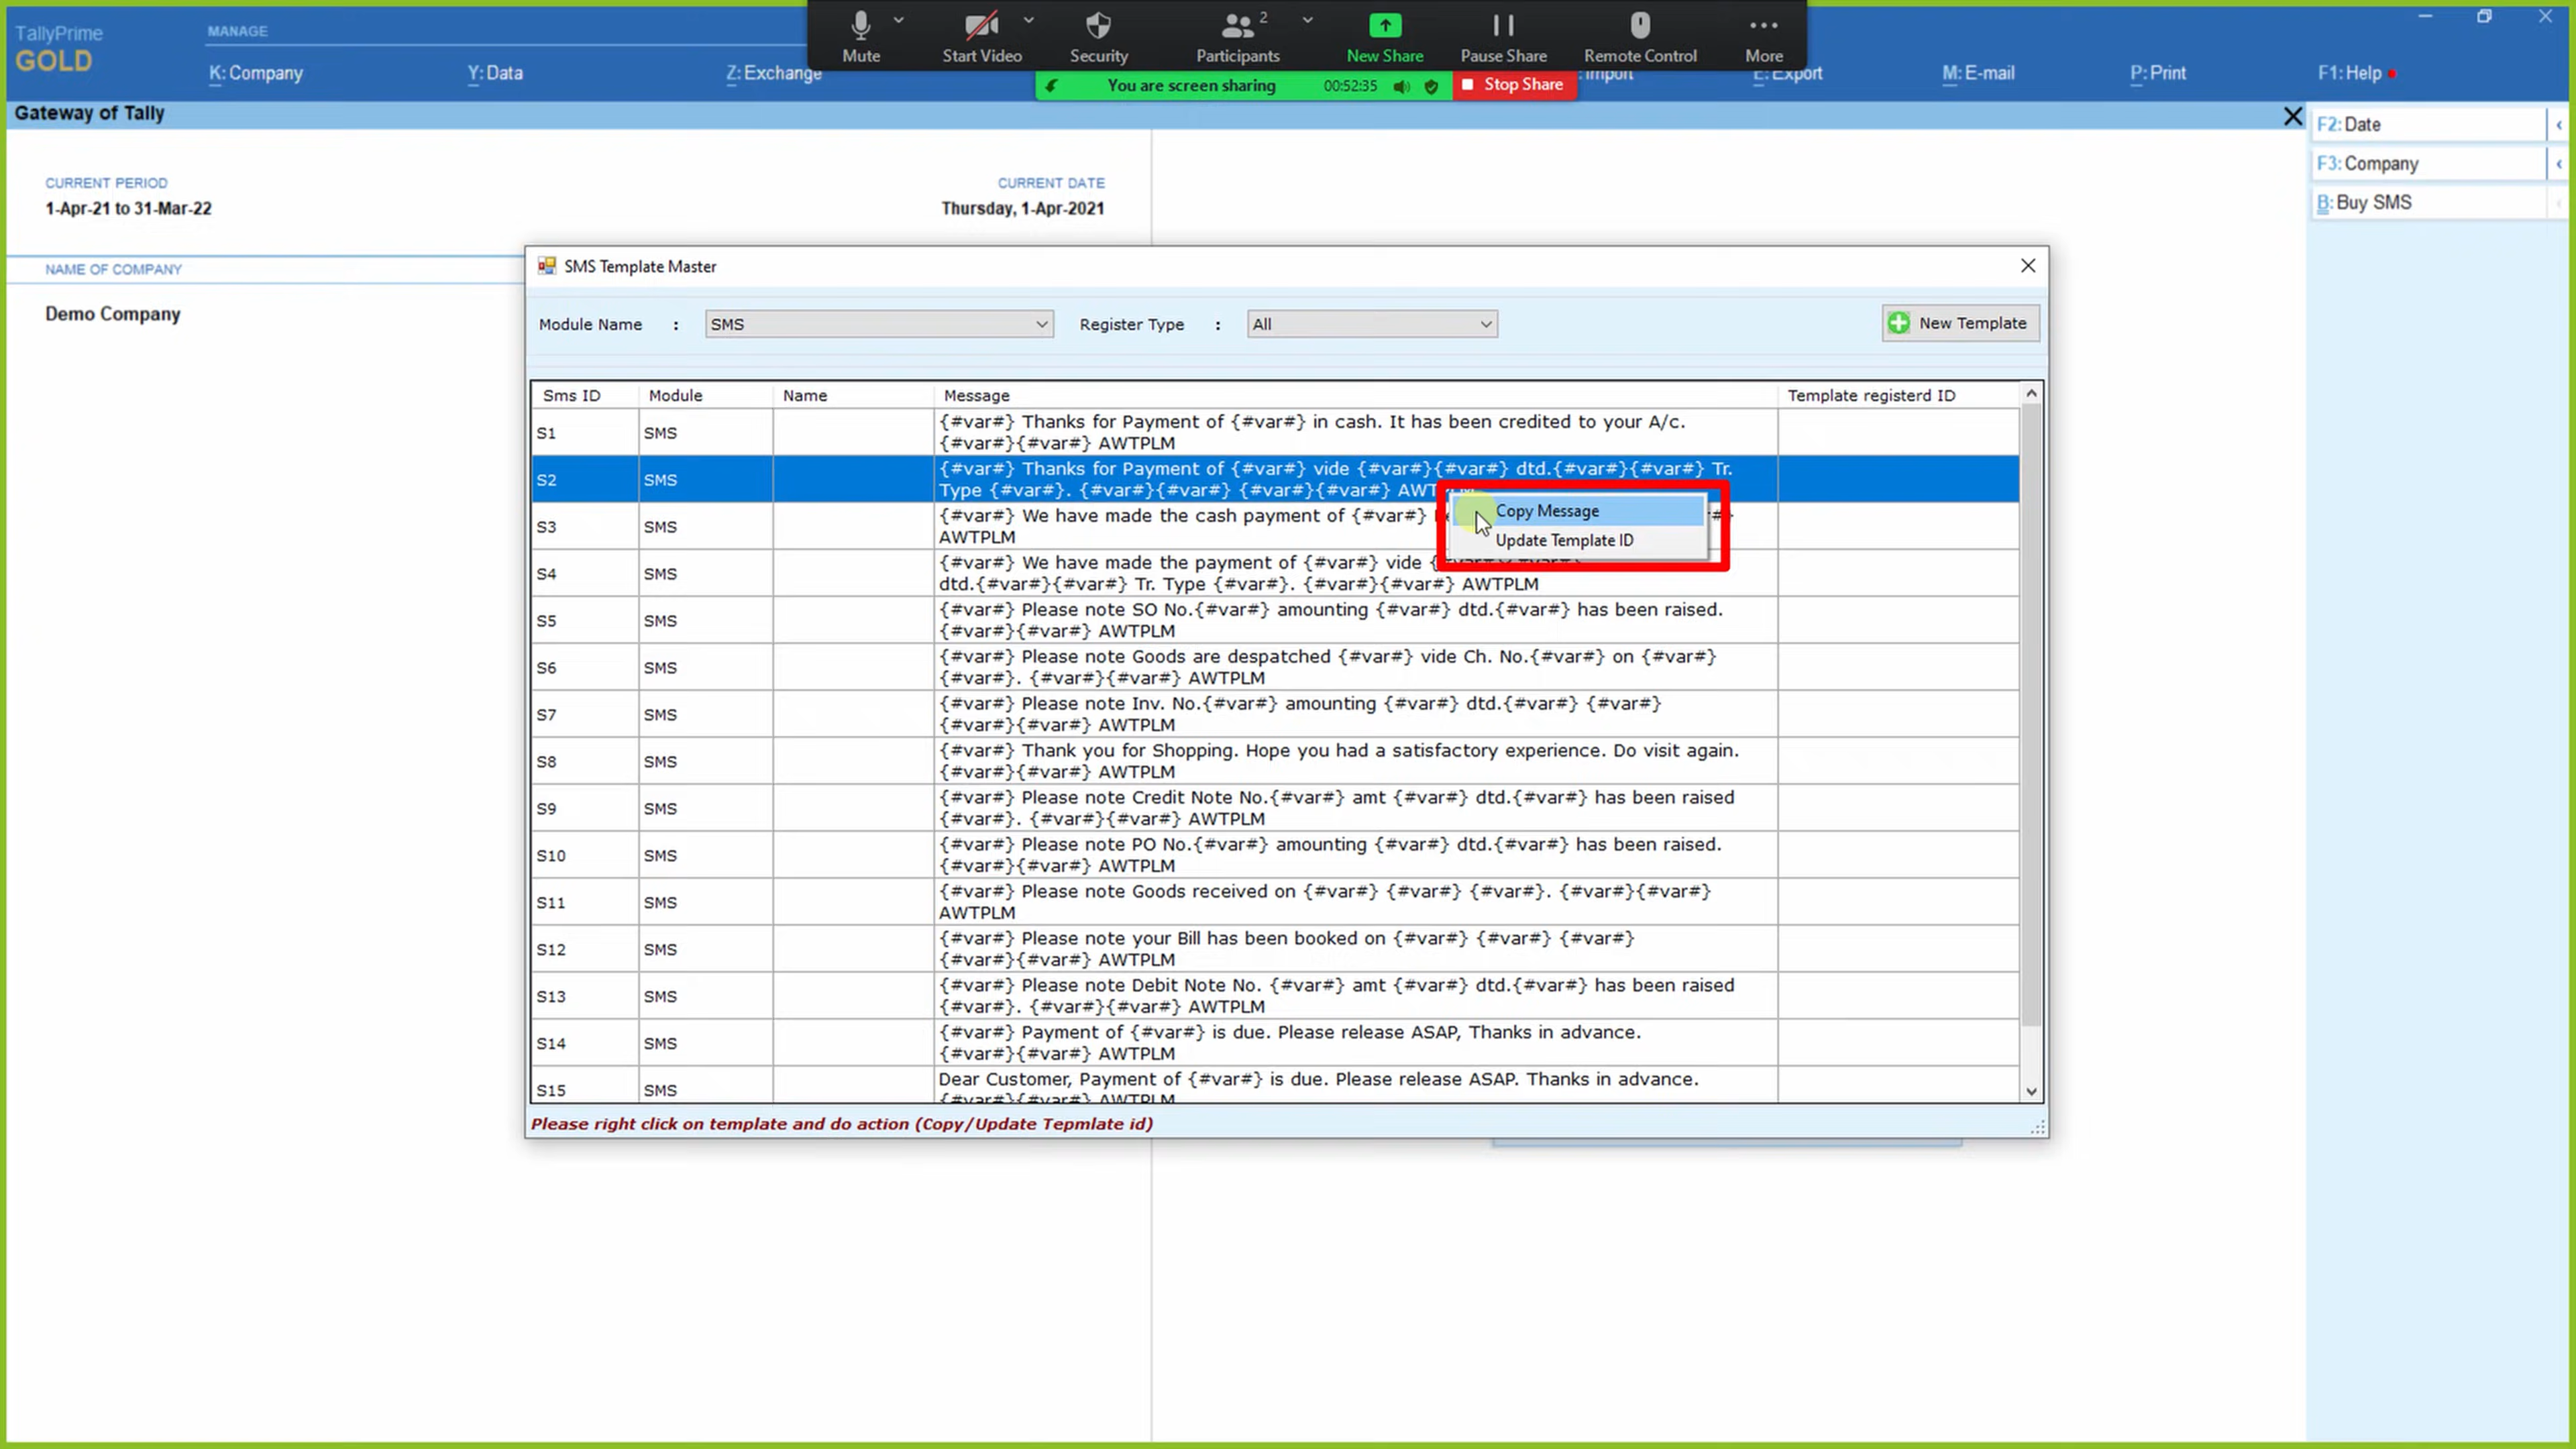 TallyPrime
GOLD
MANAGE
K: Company
Y: Data
Z: Exchange
Mute
Start Video
Security
Participants
2
New Share
Pause Share
Remote Control
More
You are screen sharing
00:52:35
Stop Share
Import
E: Export
M: E-mail
P: Print
F1: Help
Gateway of Tally
F2: Date
F3: Company
B: Buy SMS
CURRENT PERIOD
CURRENT DATE
1-Apr-21 to 31-Mar-22
Thursday, 1-Apr-2021
NAME OF COMPANY
Demo Company
SMS Template Master
Module Name : SMS
Register Type : All
New Template
Sms ID Module Name Message Template registerd ID
S1 SMS {#var#} Thanks for Payment of {#var#} in cash. It has been credited to your A/c.
{#var#}{#var#} AWTPLM
S2 SMS {#var#} Thanks for Payment of {#var#} vide {#var#}{#var#} dtd.{#var#}{#var#} Tr.
Type {#var#}. {#var#}{#var#} {#var#}{#var#}
Copy Message
Update Template ID
S3 SMS {#var#} We have made the cash payment of {#var#}
AWTPLM
S4 SMS {#var#} We have made the payment of {#var#} vide
dtd.{#var#}{#var#} Tr. Type {#var#}. {#var#}{#var#} AWTPLM
S5 SMS {#var#} Please note SO No.{#var#} amounting {#var#} dtd.{#var#} has been raised.
{#var#}{#var#} AWTPLM
S6 SMS {#var#} Please note Goods are despatched {#var#} vide Ch. No.{#var#} on {#var#}
{#var#}. {#var#}{#var#} AWTPLM
S7 SMS {#var#} Please note Inv. No.{#var#} amounting {#var#} dtd.{#var#} {#var#}
{#var#}{#var#} AWTPLM
S8 SMS {#var#} Thank you for Shopping. Hope you had a satisfactory experience. Do visit again.
{#var#}{#var#} AWTPLM
S9 SMS {#var#} Please note Credit Note No.{#var#} amt {#var#} dtd.{#var#} has been raised
{#var#}. {#var#}{#var#} AWTPLM
S10 SMS {#var#} Please note PO No.{#var#} amounting {#var#} dtd.{#var#} has been raised.
{#var#}{#var#} AWTPLM
S11 SMS {#var#} Please note Goods received on {#var#} {#var#} {#var#}. {#var#}{#var#}
AWTPLM
S12 SMS {#var#} Please note your Bill has been booked on {#var#} {#var#} {#var#}
{#var#}{#var#} AWTPLM
S13 SMS {#var#} Please note Debit Note No. {#var#} amt {#var#} dtd.{#var#} has been raised
{#var#}. {#var#}{#var#} AWTPLM
S14 SMS {#var#} Payment of {#var#} is due. Please release ASAP, Thanks in advance.
{#var#}{#var#} AWTPLM
S15 SMS Dear Customer, Payment of {#var#} is due. Please release ASAP. Thanks in advance.
{#var#}{#var#} AWTPLM
Please right click on template and do action (Copy/Update Tepmlate id)